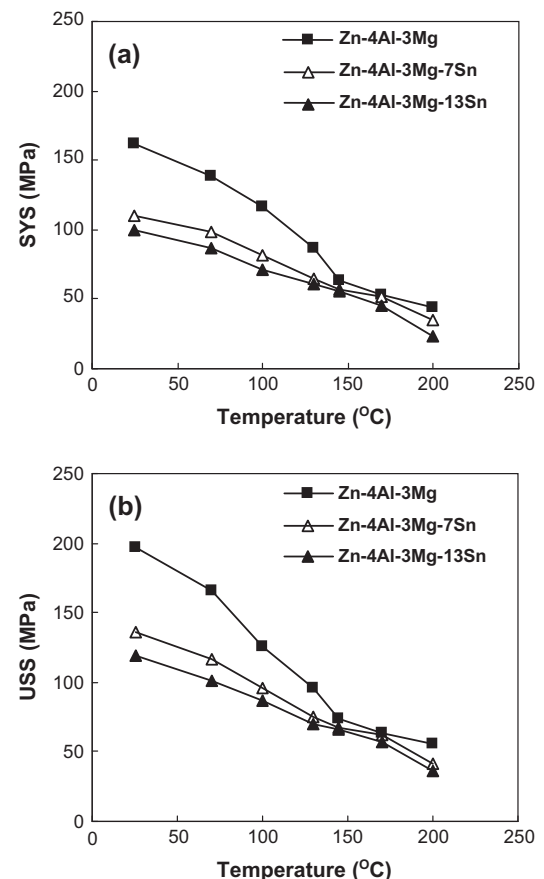 250
(a)
Zn-4Al-3Mg
Zn-4Al-3Mg-7Sn
200
Zn-4Al-3Mg-13Sn
150
SYS (MPa)
100
50
0
0 50 100 150 200 250
Temperature (ᴼC)
250
(b)
Zn-4Al-3Mg
Zn-4Al-3Mg-7Sn
200
Zn-4Al-3Mg-13Sn
150
USS (MPa)
100
50
0
0 50 100 150 200 250
Temperature (ᴼC)